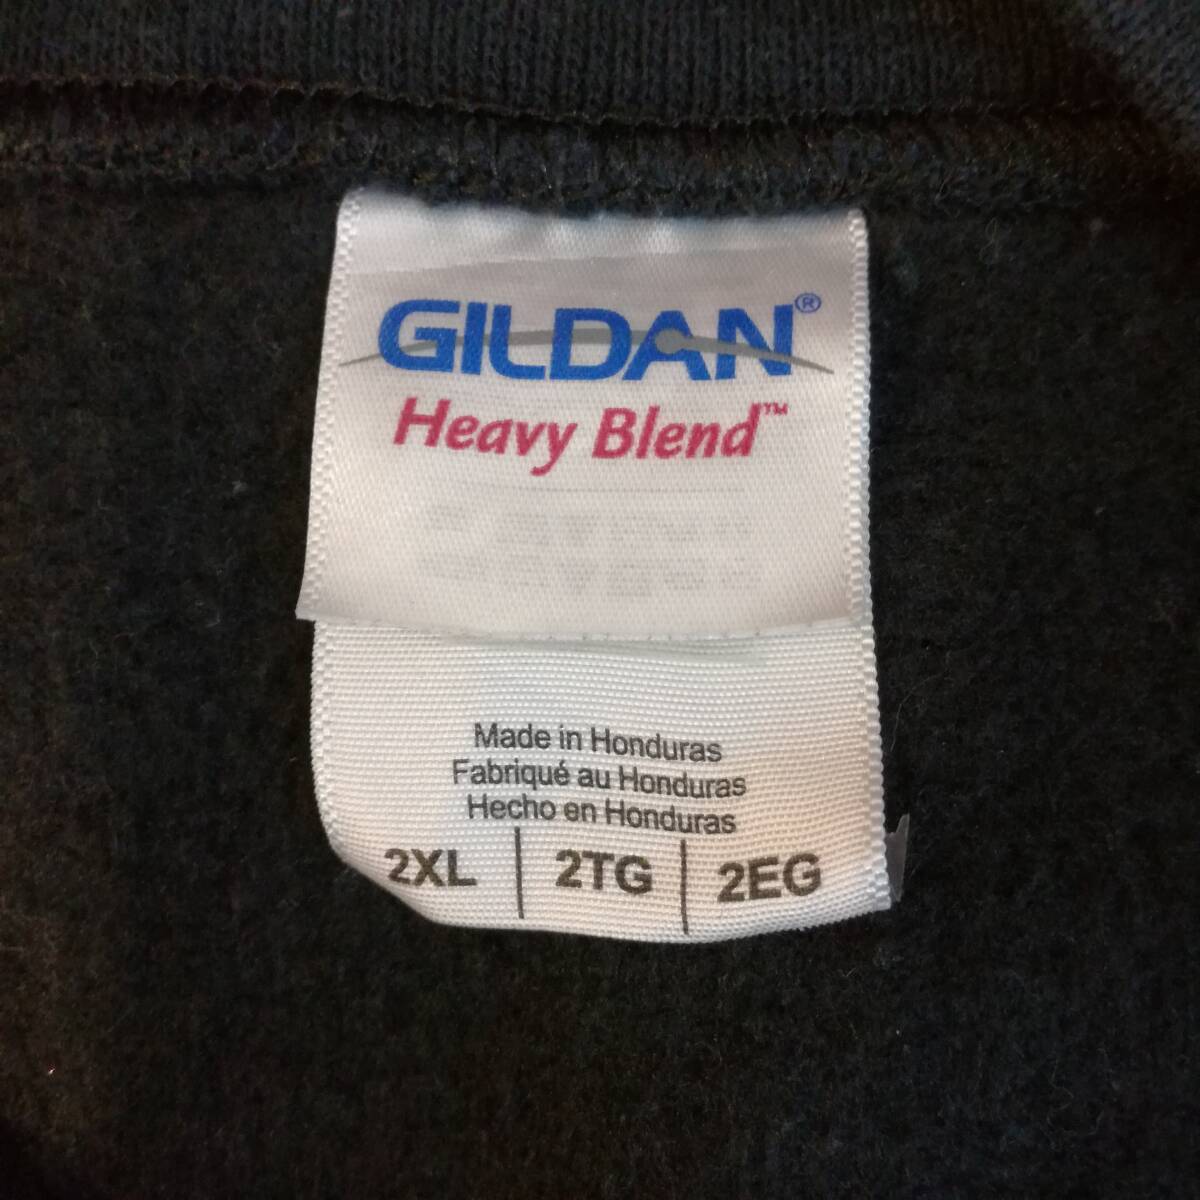 GILDAN®
Heavy Blend™
Made in Honduras
Fabriqué au Honduras
Hecho en Honduras
2XL | 2TG | 2EG